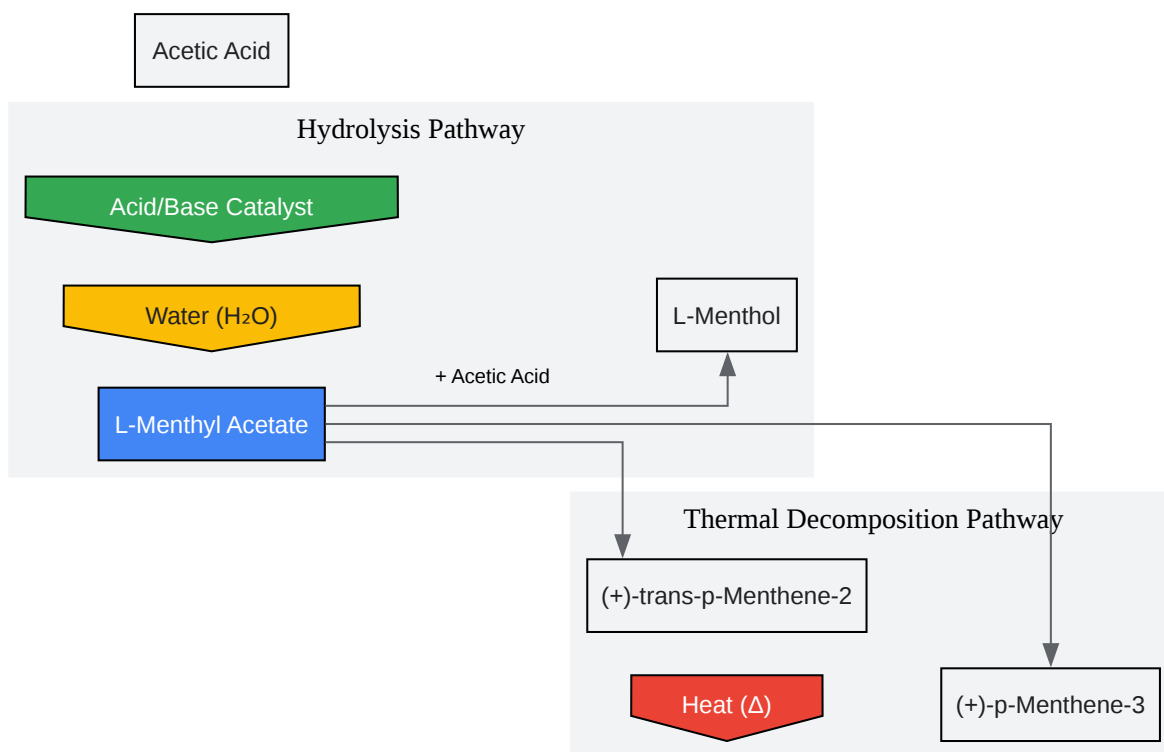 Acetic Acid
Hydrolysis Pathway
Acid/Base Catalyst
Water (H₂O)
L-Menthol
+ Acetic Acid
L-Menthyl Acetate
Thermal Decomposition Pathway
(+)-trans-p-Menthene-2
Heat (Δ)
(+)-p-Menthene-3